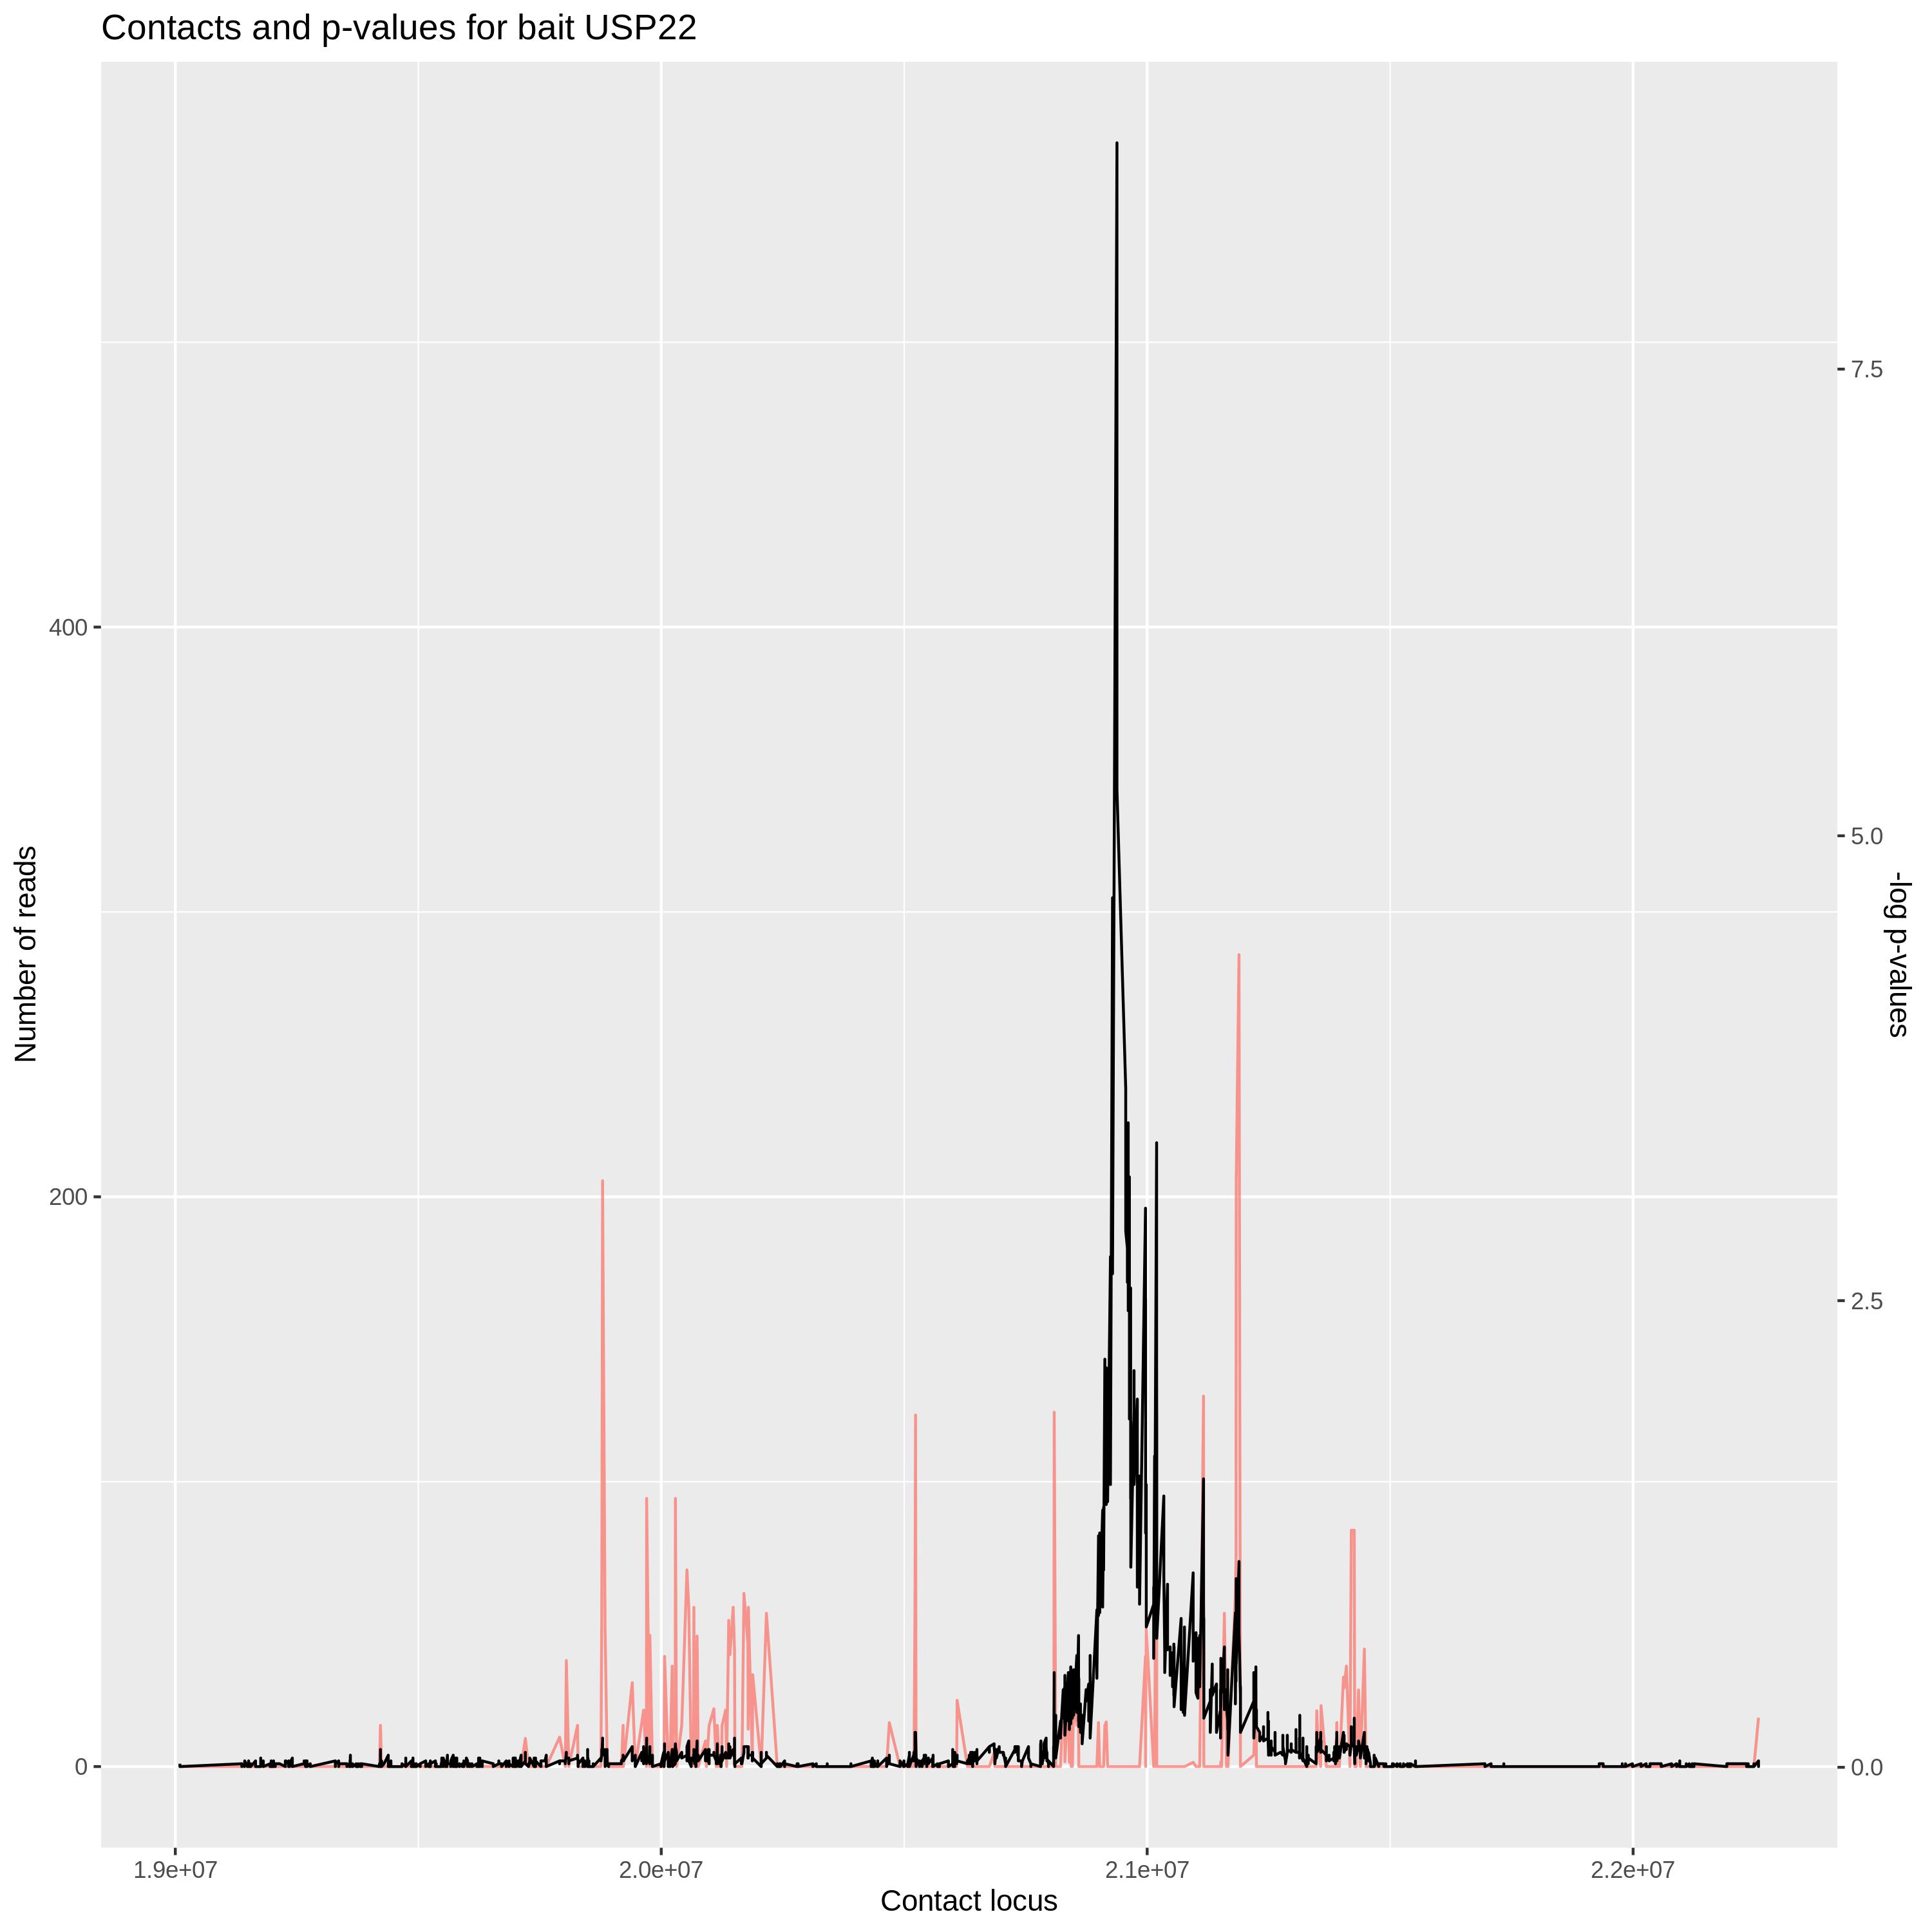 Contacts and p-values for bait USP22
Number of reads
400
200
0
7.5
5.0
2.5
0.0
-log p-values
1.9e+07
2.0e+07
2.1e+07
2.2e+07
Contact locus